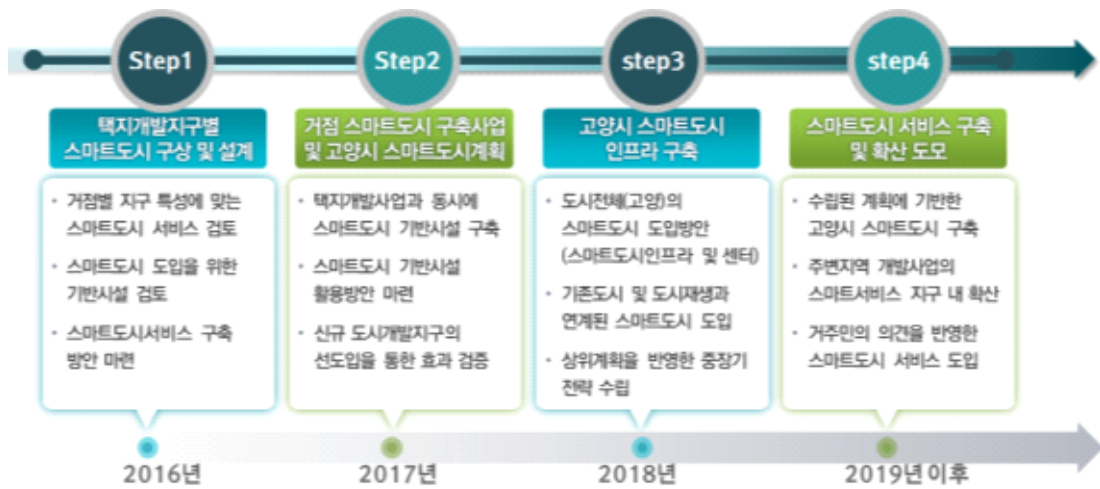 Step1
택지개발지구별
스마트도시 구상 및 설계
• 거점별 지구 특성에 맞는
스마트도시 서비스 검토
• 스마트도시 도입을 위한
기반시설 검토
• 스마트도시서비스 구축
방안 마련
2016년
Step2
거점 스마트도시 구축사업
및 고양시 스마트도시계획
• 택지개발사업과 동시에
스마트도시 기반시설 구축
• 스마트도시 기반시설
활용방안 마련
• 신규 도시개발지구의
선도입을 통한 효과 검증
2017년
step3
고양시 스마트도시
인프라 구축
• 도시전체(고양)의
스마트도시 도입방안
(스마트도시인프라 및 센터)
• 기존도시 및 도시재생과
연계된 스마트도시 도입
• 상위계획을 반영한 중장기
전략 수립
2018년
step4
스마트도시 서비스 구축
및 확산 도모
• 수립된 계획에 기반한
고양시 스마트도시 구축
• 주변지역 개발사업의
스마트서비스 지구 내 확산
• 거주민의 의견을 반영한
스마트도시 서비스 도입
2019년 이후